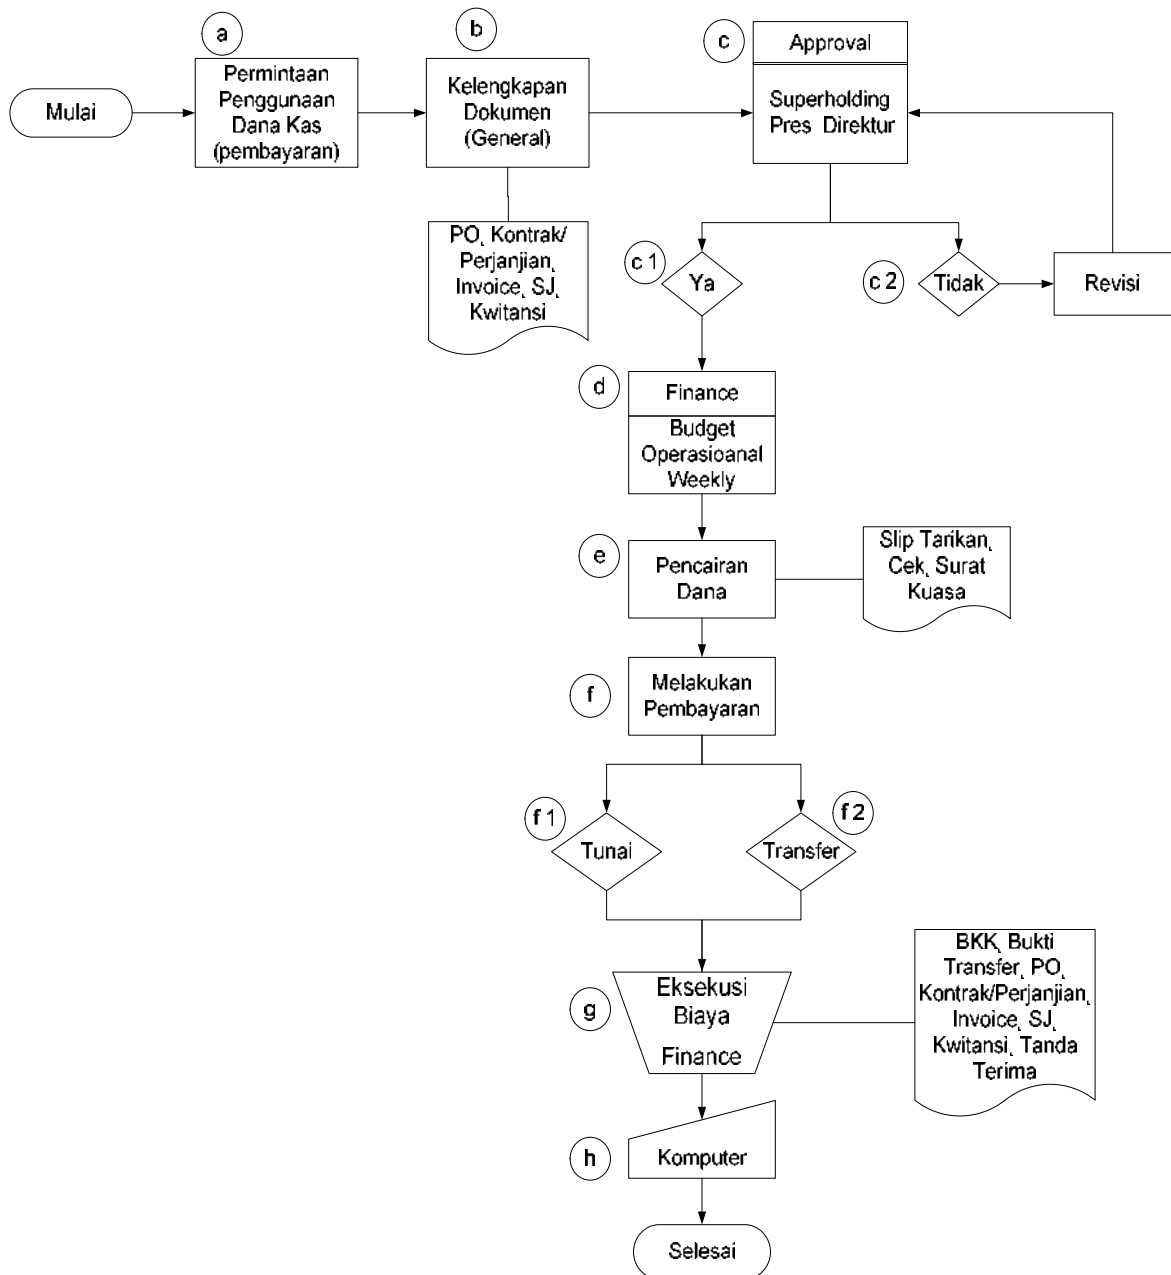 a
b
c
Approval
Mulai
Permintaan
Penggunaan
Dana Kas
(pembayaran)
Kelengkapan
Dokumen
(General)
Superholding
Pres Direktur
PO, Kontrak/
Perjanjian,
Invoice, SJ,
Kwitansi
c 1
Ya
c 2
Tidak
Revisi
d
Finance
Budget
Operasioanal
Weekly
e
Pencairan
Dana
Slip Tarikan,
Cek, Surat
Kuasa
f
Melakukan
Pembayaran
f 1
Tunai
f 2
Transfer
g
Eksekusi
Biaya
Finance
BKK, Bukti
Transfer, PO,
Kontrak/Perjanjian,
Invoice, SJ,
Kwitansi, Tanda
Terima
h
Komputer
Selesai